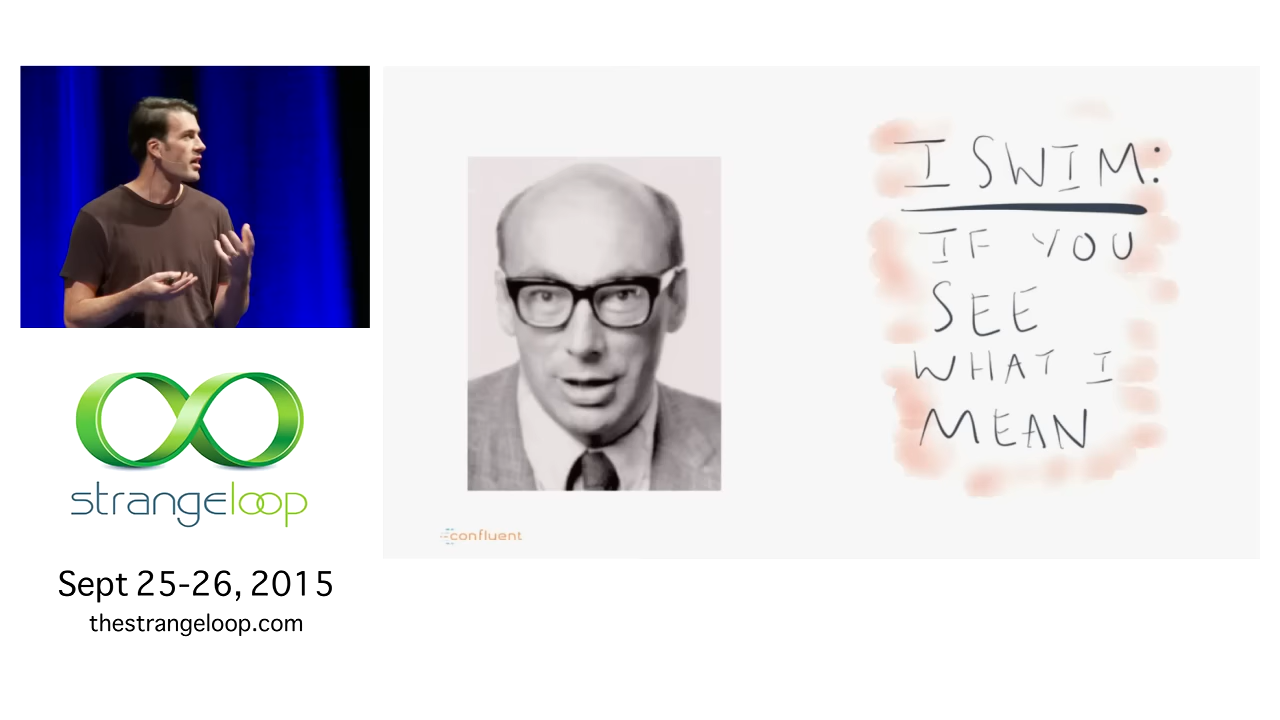 I SWIM:
IF YOU
SEE
WHAT I
MEAN
confluent
strangeloop
Sept 25-26, 2015
thestrangeloop.com